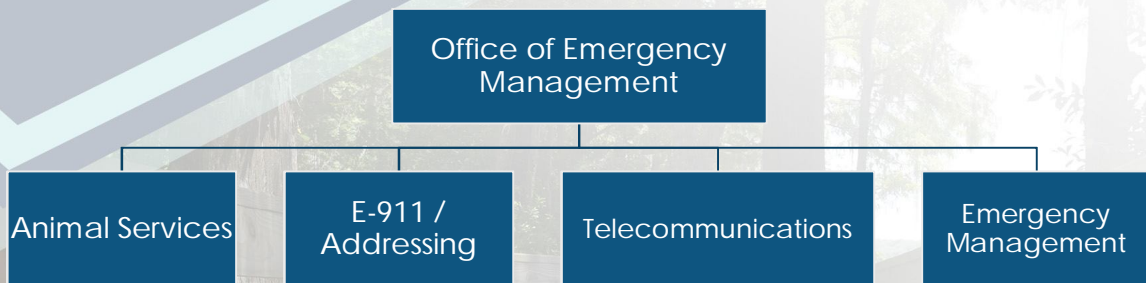 Office of Emergency
Management
Animal Services
E-911 /
Addressing
Telecommunications
Emergency
Management